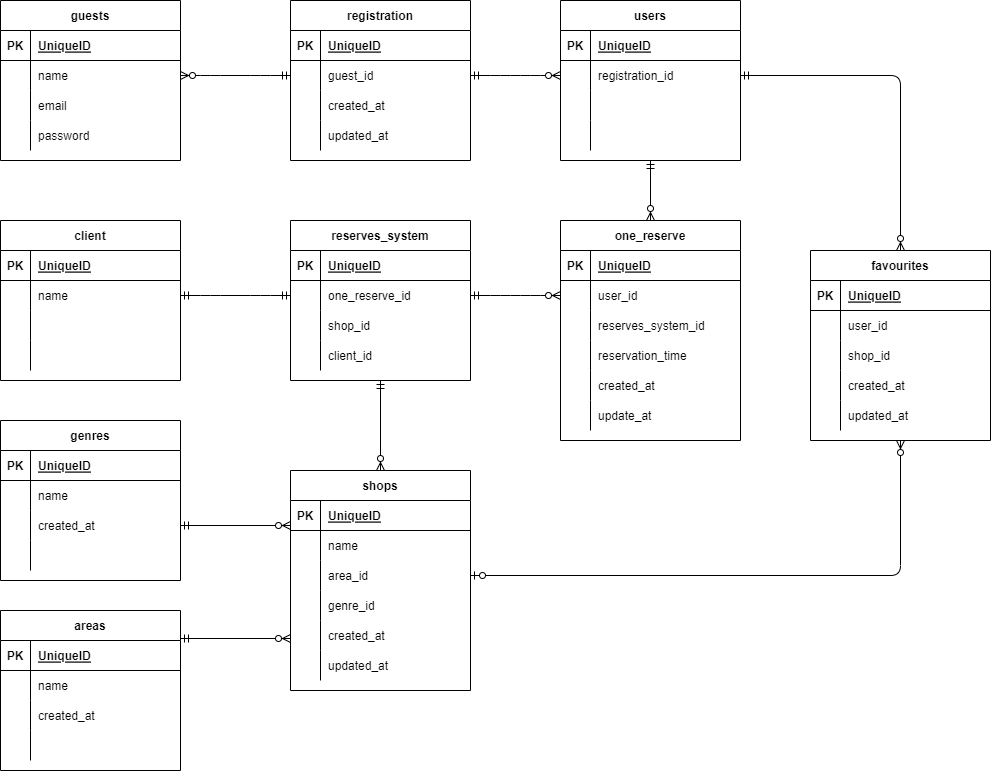 guests
PK UniqueID
name
email
password
registration
PK UniqueID
guest_id
created_at
updated_at
users
PK UniqueID
registration_id
client
PK UniqueID
name
reserves_system
PK UniqueID
one_reserve_id
shop_id
client_id
one_reserve
PK UniqueID
user_id
reserves_system_id
reservation_time
created_at
update_at
favourites
PK UniqueID
user_id
shop_id
created_at
updated_at
genres
PK UniqueID
name
created_at
shops
PK UniqueID
name
area_id
genre_id
created_at
updated_at
areas
PK UniqueID
name
created_at